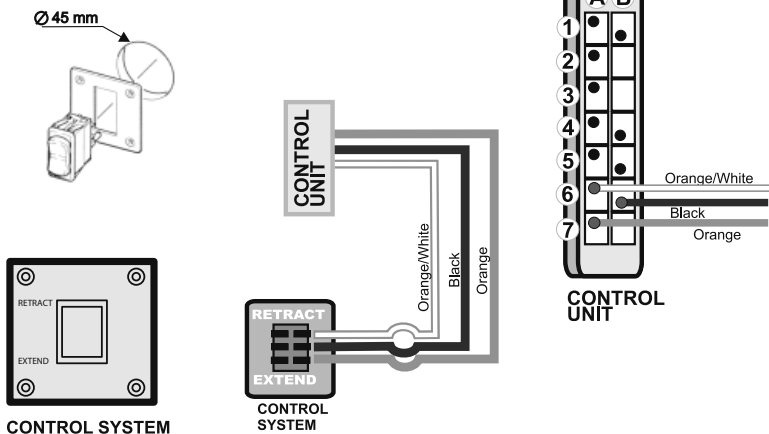 Ø 45 mm
RETRACT
EXTEND
CONTROL SYSTEM
CONTROL
UNIT
Orange/White
Black
Orange
RETRACT
EXTEND
CONTROL
SYSTEM
A B
1
2
3
4
5
6
7
Orange/White
Black
Orange
CONTROL
UNIT